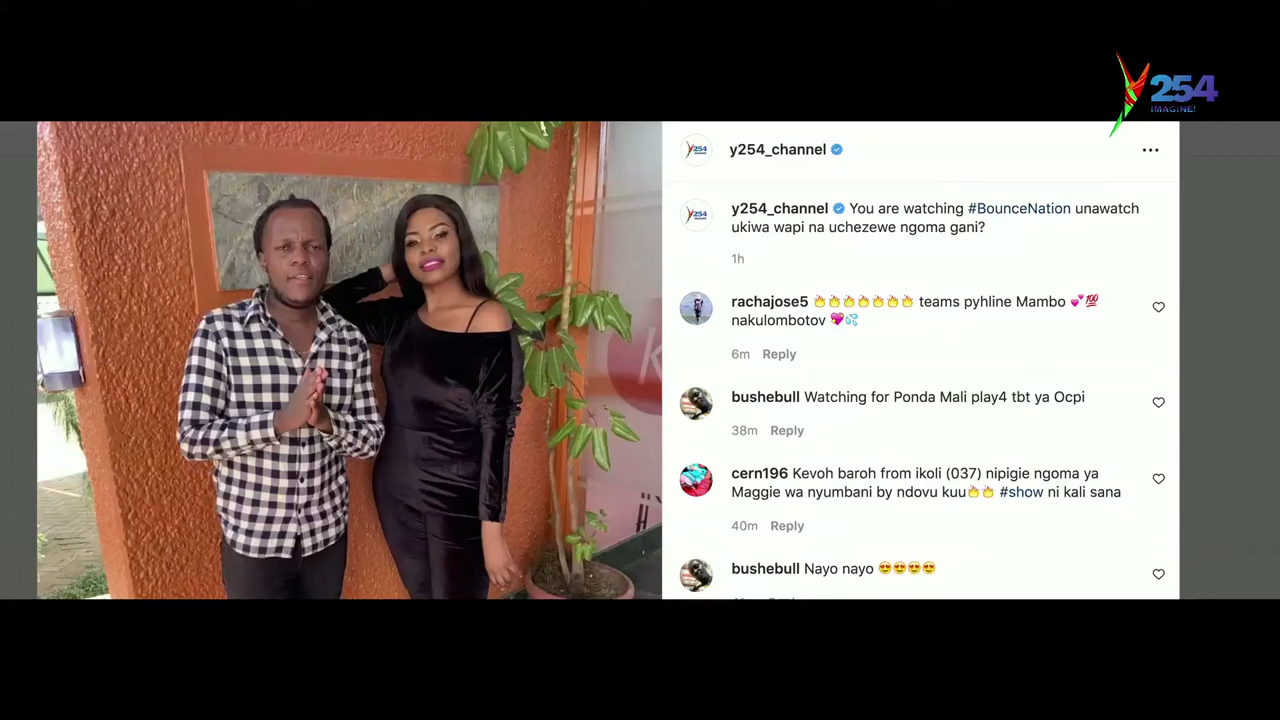 254
IMAGINE!
y254_channel
y254_channel You are watching #BounceNation unawatch
ukiwa wapi na uchezewe ngoma gani?
1h
rachajose5 👏👏👏👏👏👏👏 teams pyhline Mambo 💕💯
nakulombotov 💖💦
6m Reply
bushebull Watching for Ponda Mali play4 tbt ya Ocpi
38m Reply
cern196 Kevoh baroh from ikoli (037) nipigie ngoma ya
Maggie wa nyumbani by ndovu kuu👏👏 #show ni kali sana
40m Reply
bushebull Nayo nayo 😍😍😍😍